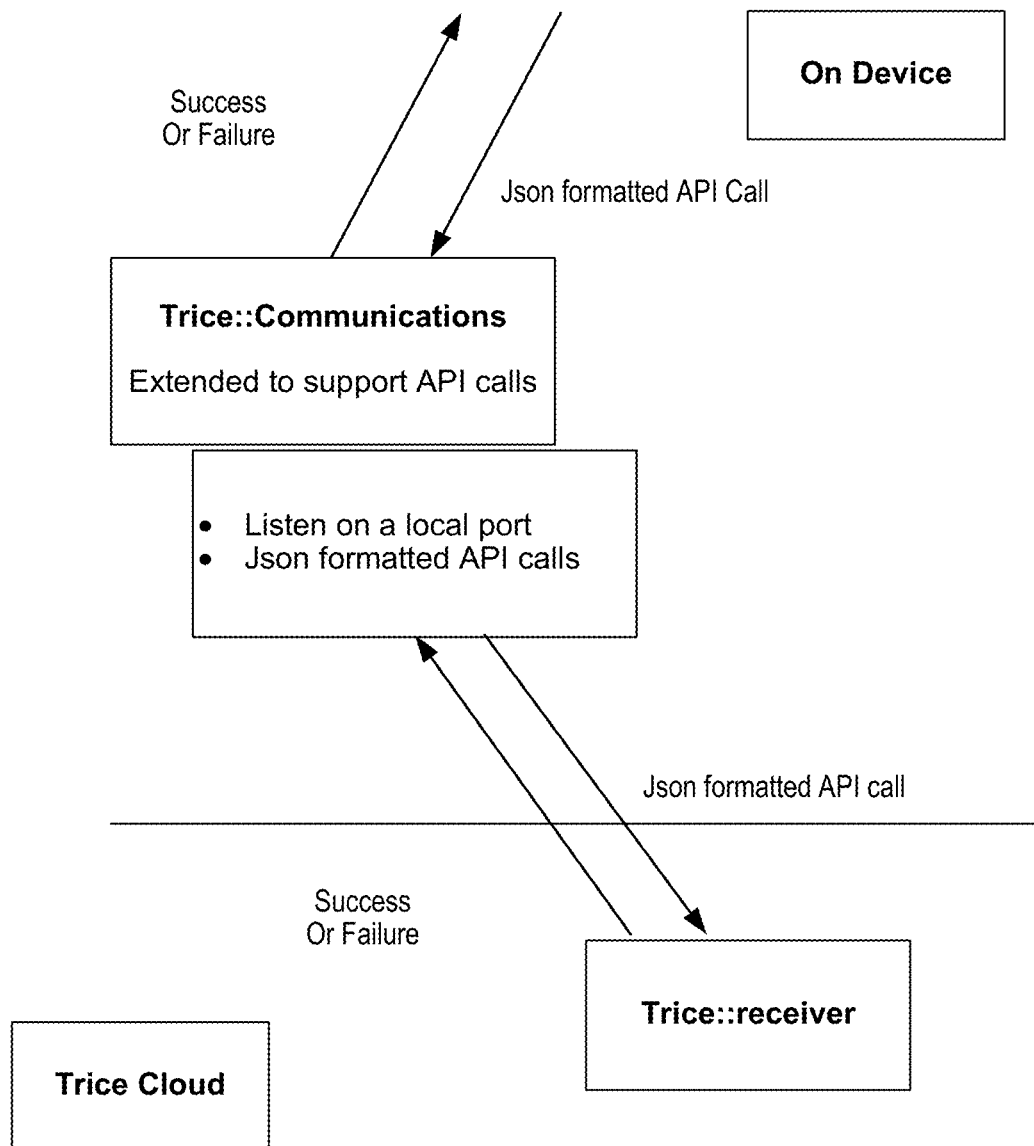 On Device
Success
Or Failure
Json formatted API Call
Trice::Communications
Extended to support API calls
• Listen on a local port
• Json formatted API calls
Json formatted API call
Success
Or Failure
Trice::receiver
Trice Cloud